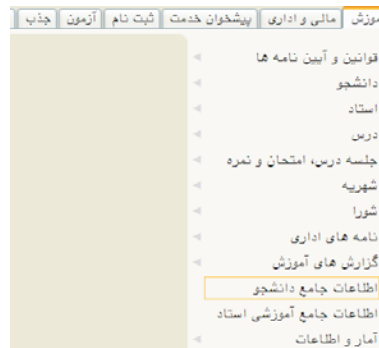 موزش مالی و اداری پیشخوان خدمت ثبت نام آزمون جذب
قوانین و آیین نامه ها
دانشجو
استاد
درس
جلسه درس، امتحان و نمره
شهریه
شورا
نامه های اداری
گزارش های آموزش
اطلاعات جامع دانشجو
اطلاعات جامع آموزشی استاد
آمار و اطلاعات